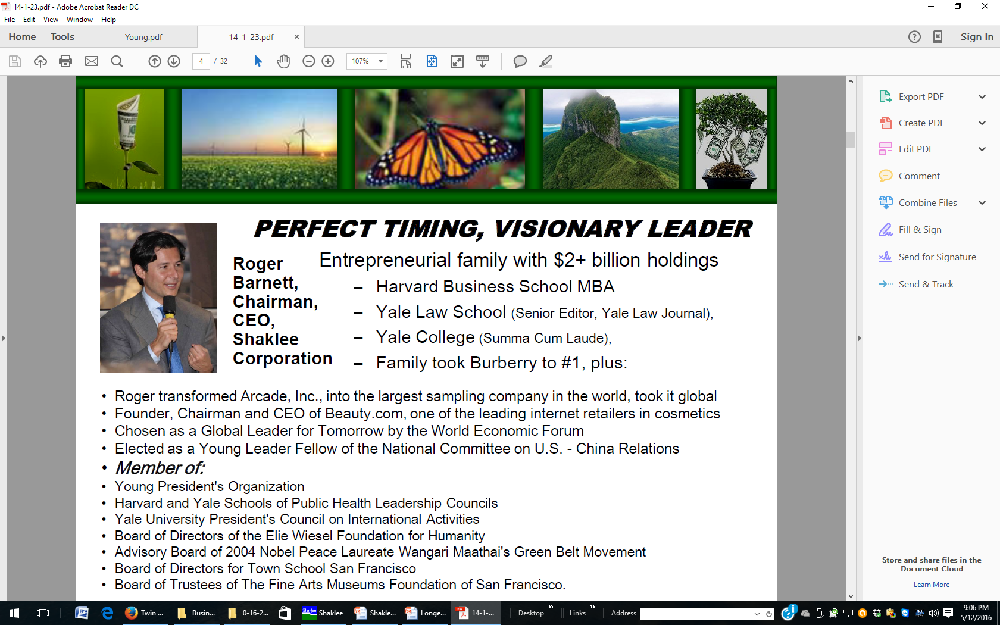 14-1-23.pdf - Adobe Acrobat Reader DC
File Edit View Window Help
Home Tools Young.pdf 14-1-23.pdf × Sign In
4 / 32 107%
Export PDF
Create PDF
Edit PDF
Comment
Combine Files
Fill & Sign
Send for Signature
Send & Track
Store and share files in the
Document Cloud
Learn More
PERFECT TIMING, VISIONARY LEADER
Roger
Barnett,
Chairman,
CEO,
Shaklee
Corporation
Entrepreneurial family with $2+ billion holdings
– Harvard Business School MBA
– Yale Law School (Senior Editor, Yale Law Journal),
– Yale College (Summa Cum Laude),
– Family took Burberry to #1, plus:
• Roger transformed Arcade, Inc., into the largest sampling company in the world, took it global
• Founder, Chairman and CEO of Beauty.com, one of the leading internet retailers in cosmetics
• Chosen as a Global Leader for Tomorrow by the World Economic Forum
• Elected as a Young Leader Fellow of the National Committee on U.S. - China Relations
• Member of:
• Young President's Organization
• Harvard and Yale Schools of Public Health Leadership Councils
• Yale University President's Council on International Activities
• Board of Directors of the Elie Wiesel Foundation for Humanity
• Advisory Board of 2004 Nobel Peace Laureate Wangari Maathai's Green Belt Movement
• Board of Directors for Town School San Francisco
• Board of Trustees of The Fine Arts Museums Foundation of San Francisco.
Twin ... Busin... 0-16-2... Shaklee Shakle... Longe... 14-1-... Desktop » Links » Address 9:06 PM
5/12/2016